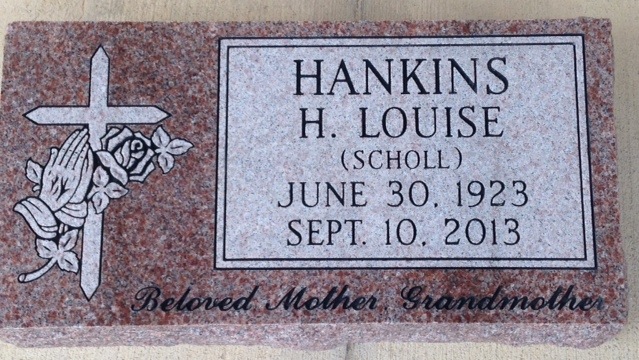 HANKINS
H. LOUISE
(SCHOLL)
JUNE 30, 1923
SEPT. 10, 2013
Beloved Mother Grandmother